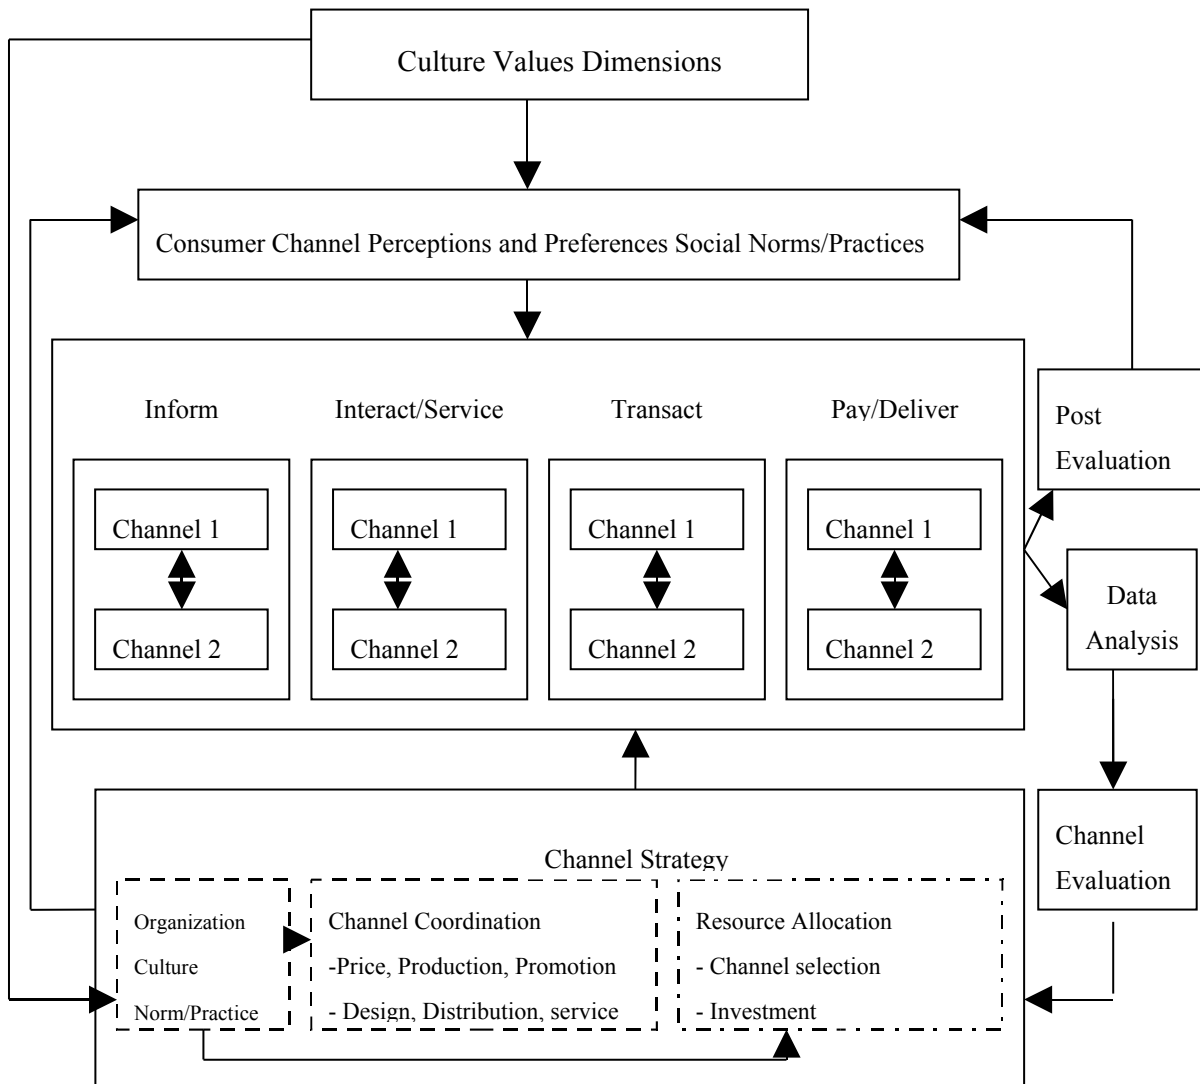 Culture Values Dimensions
Consumer Channel Perceptions and Preferences Social Norms/Practices
Inform
Interact/Service
Transact
Pay/Deliver
Channel 1
Channel 1
Channel 1
Channel 1
Channel 2
Channel 2
Channel 2
Channel 2
Post
Evaluation
Data
Analysis
Channel
Evaluation
Channel Strategy
Organization
Culture
Norm/Practice
Channel Coordination
-Price, Production, Promotion
- Design, Distribution, service
Resource Allocation
- Channel selection
- Investment